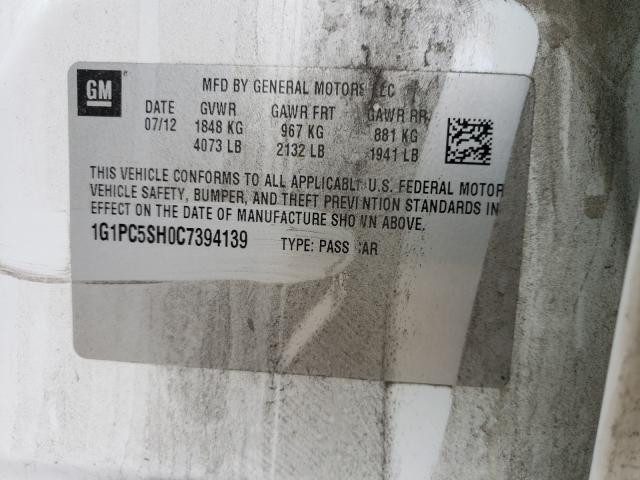 GM
MFD BY GENERAL MOTORS LLC
DATE GVWR GAWR FRT GAWR RR
07/12 1848 KG 967 KG 881 KG
4073 LB 2132 LB 1941 LB
THIS VEHICLE CONFORMS TO ALL APPLICABL U.S. FEDERAL MOTOR
VEHICLE SAFETY, BUMPER, AND THEFT PREVENTION STANDARDS IN
EFFECT ON THE DATE OF MANUFACTURE SHOWN ABOVE.
1G1PC5SH0C7394139 TYPE: PASS CAR